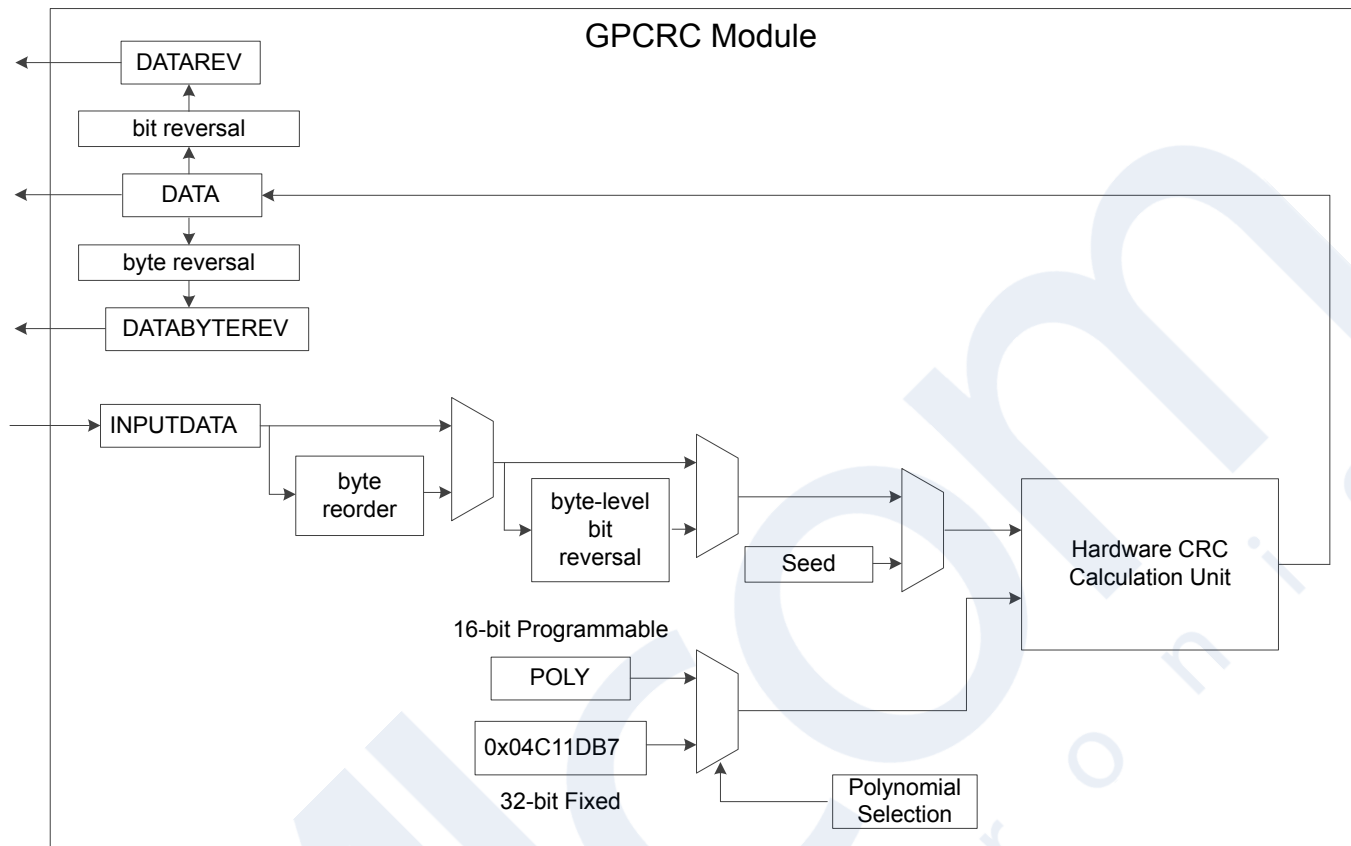 GPCRC Module
DATAREV
bit reversal
DATA
byte reversal
DATABYTEREV
INPUTDATA
byte
reorder
byte-level
bit
reversal
Seed
Hardware CRC
Calculation Unit
16-bit Programmable
POLY
0x04C11DB7
32-bit Fixed
Polynomial
Selection